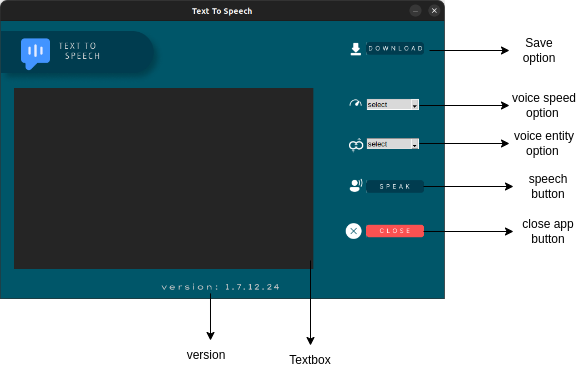 Text To Speech
TEXT TO
SPEECH
DOWNLOAD
Save
option
select
voice speed
option
select
voice entity
option
SPEAK
speech
button
CLOSE
close app
button
version: 1.7.12.24
version
Textbox